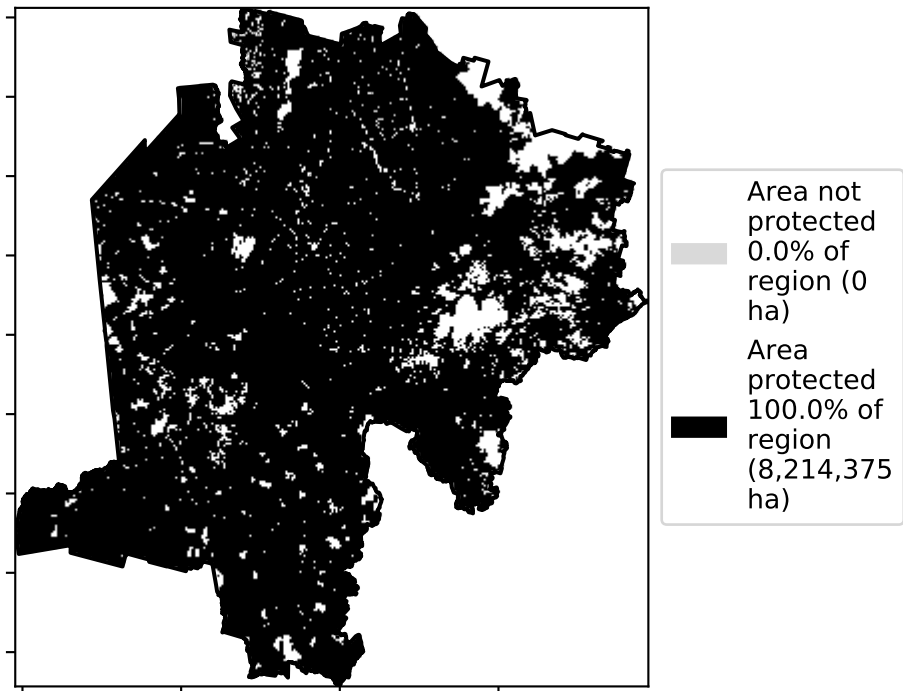 Area not
protected
0.0% of
region (0
ha)
Area
protected
100.0% of
region
(8,214,375
ha)